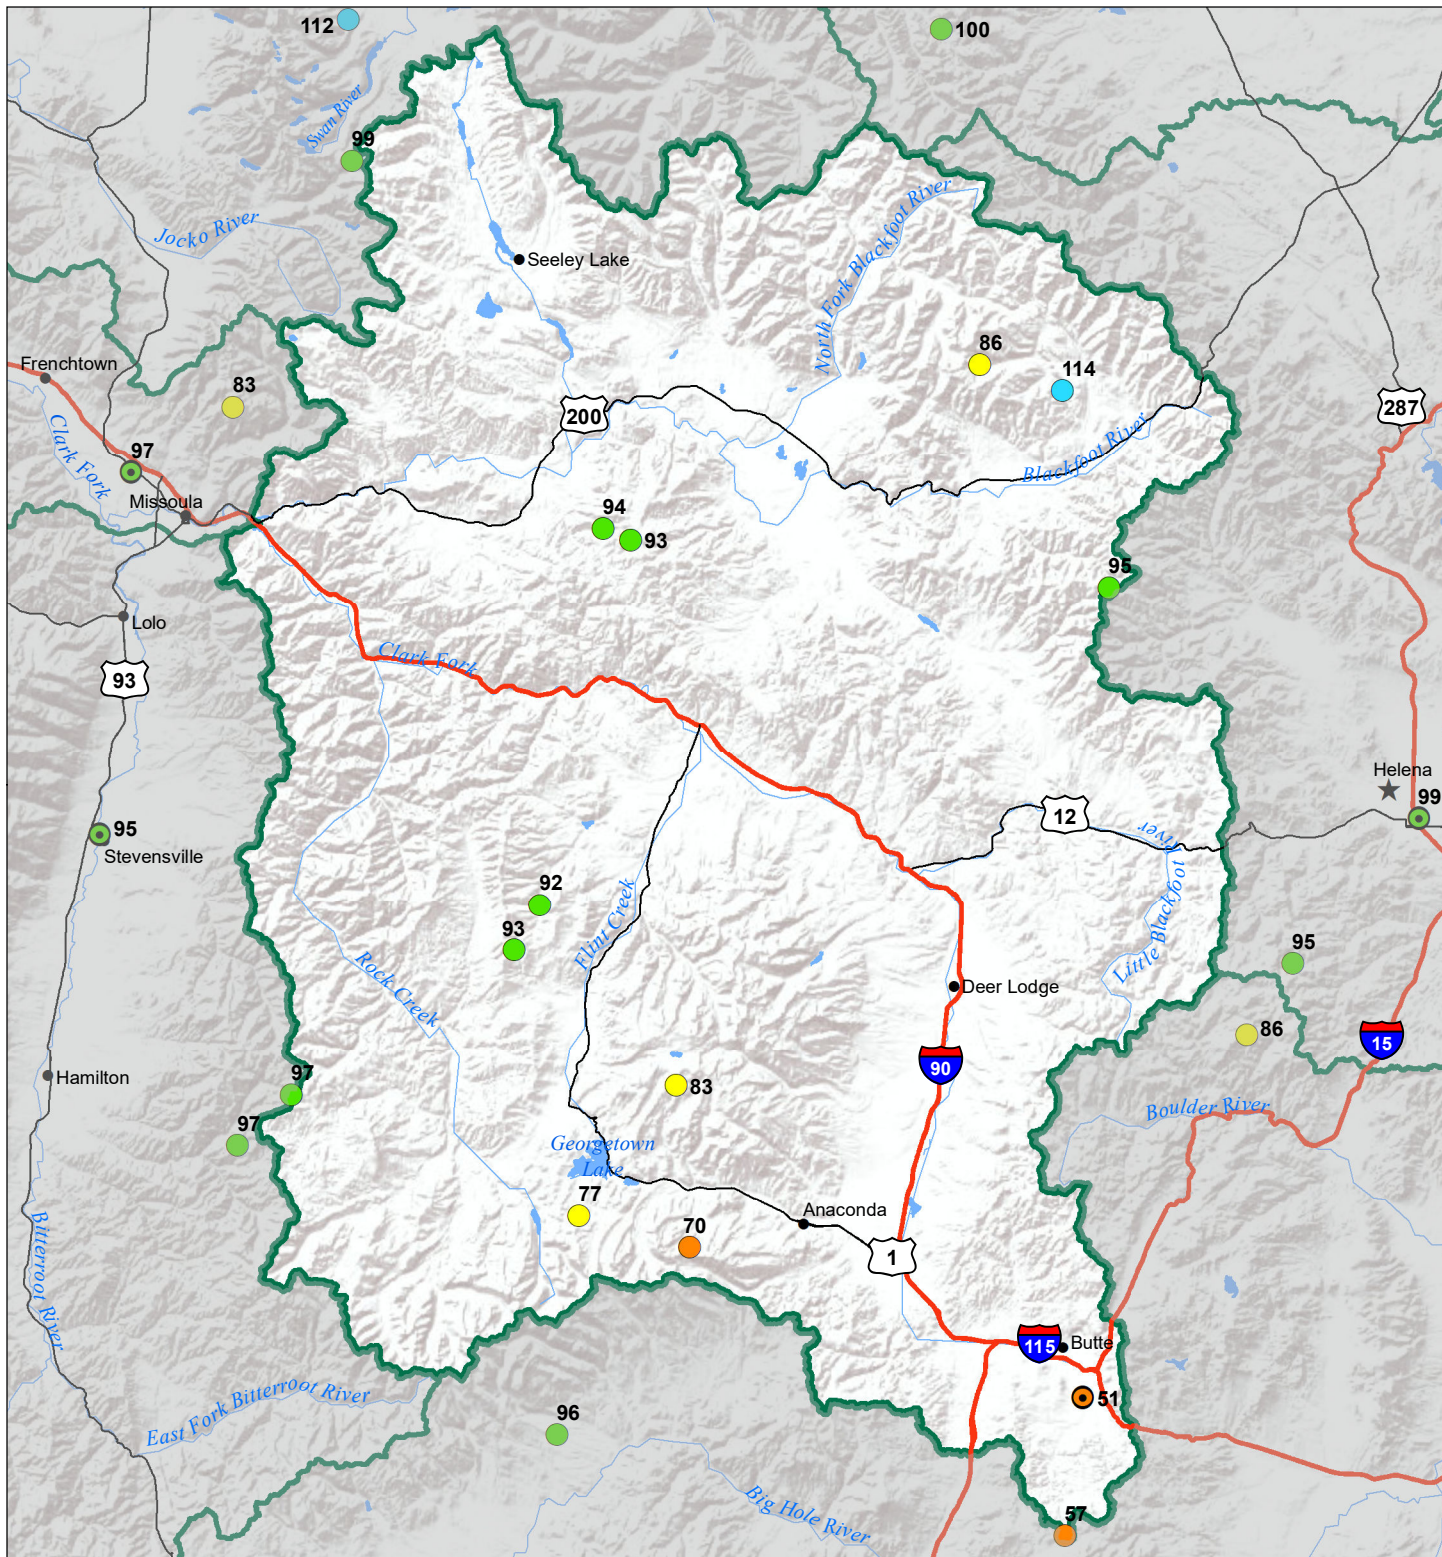 112
100
Swan River
99
Jocko River
Seeley Lake
North Fork Blackfoot River
Frenchtown
83
86
114
200
287
Clark Fork
97
Missoula
Blackfoot River
94
93
95
Lolo
93
Clark Fork
Helena
99
12
Little Blackfoot River
95
Stevensville
92
93
Flint Creek
Rock Creek
95
Deer Lodge
86
15
90
Hamilton
97
83
Boulder River
97
Georgetown
Lake
77
70
Anaconda
1
Bitterroot River
115
Butte
51
East Fork Bitterroot River
96
Big Hole River
57